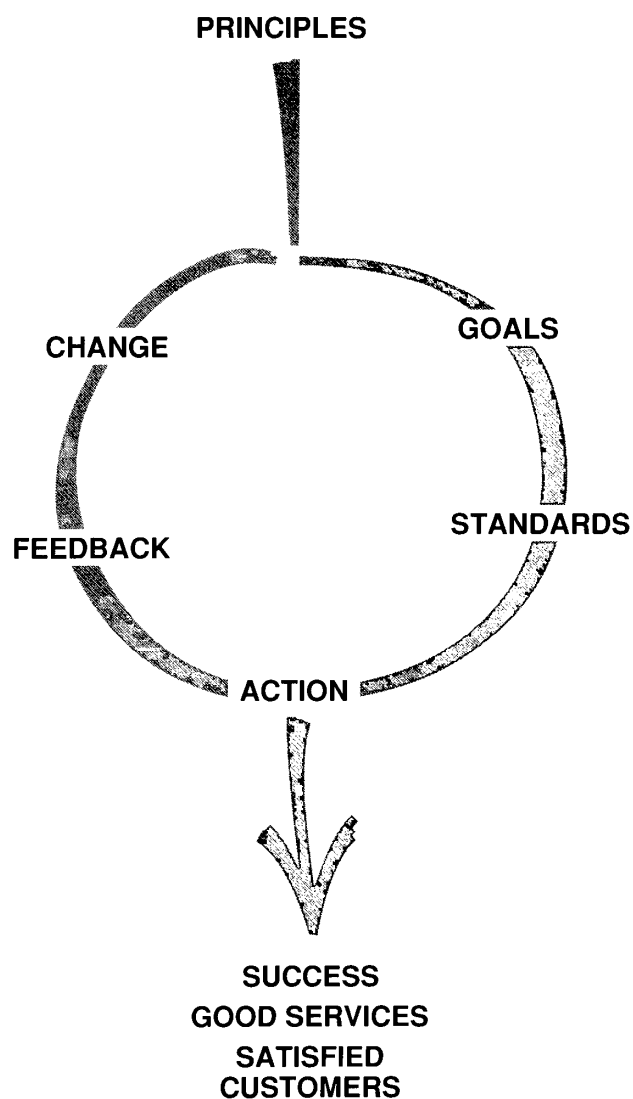 PRINCIPLES
GOALS
CHANGE
STANDARDS
FEEDBACK
ACTION
SUCCESS
GOOD SERVICES
SATISFIED
CUSTOMERS